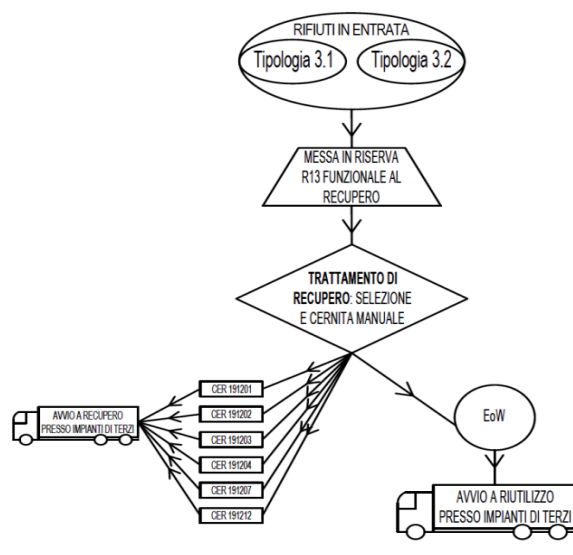 RIFIUTI IN ENTRATA
Tipologia 3.1
Tipologia 3.2
MESSA IN RISERVA
R13 FUNZIONALE AL
RECUPERO
TRATTAMENTO DI
RECUPERO: SELEZIONE
E CERNITA MANUALE
CER 191201
CER 191202
CER 191203
CER 191204
CER 191207
CER 191212
AVVIO A RECUPERO
PRESSO IMPIANTI DI TERZI
EoW
AVVIO A RIUTILIZZO
PRESSO IMPIANTI DI TERZI